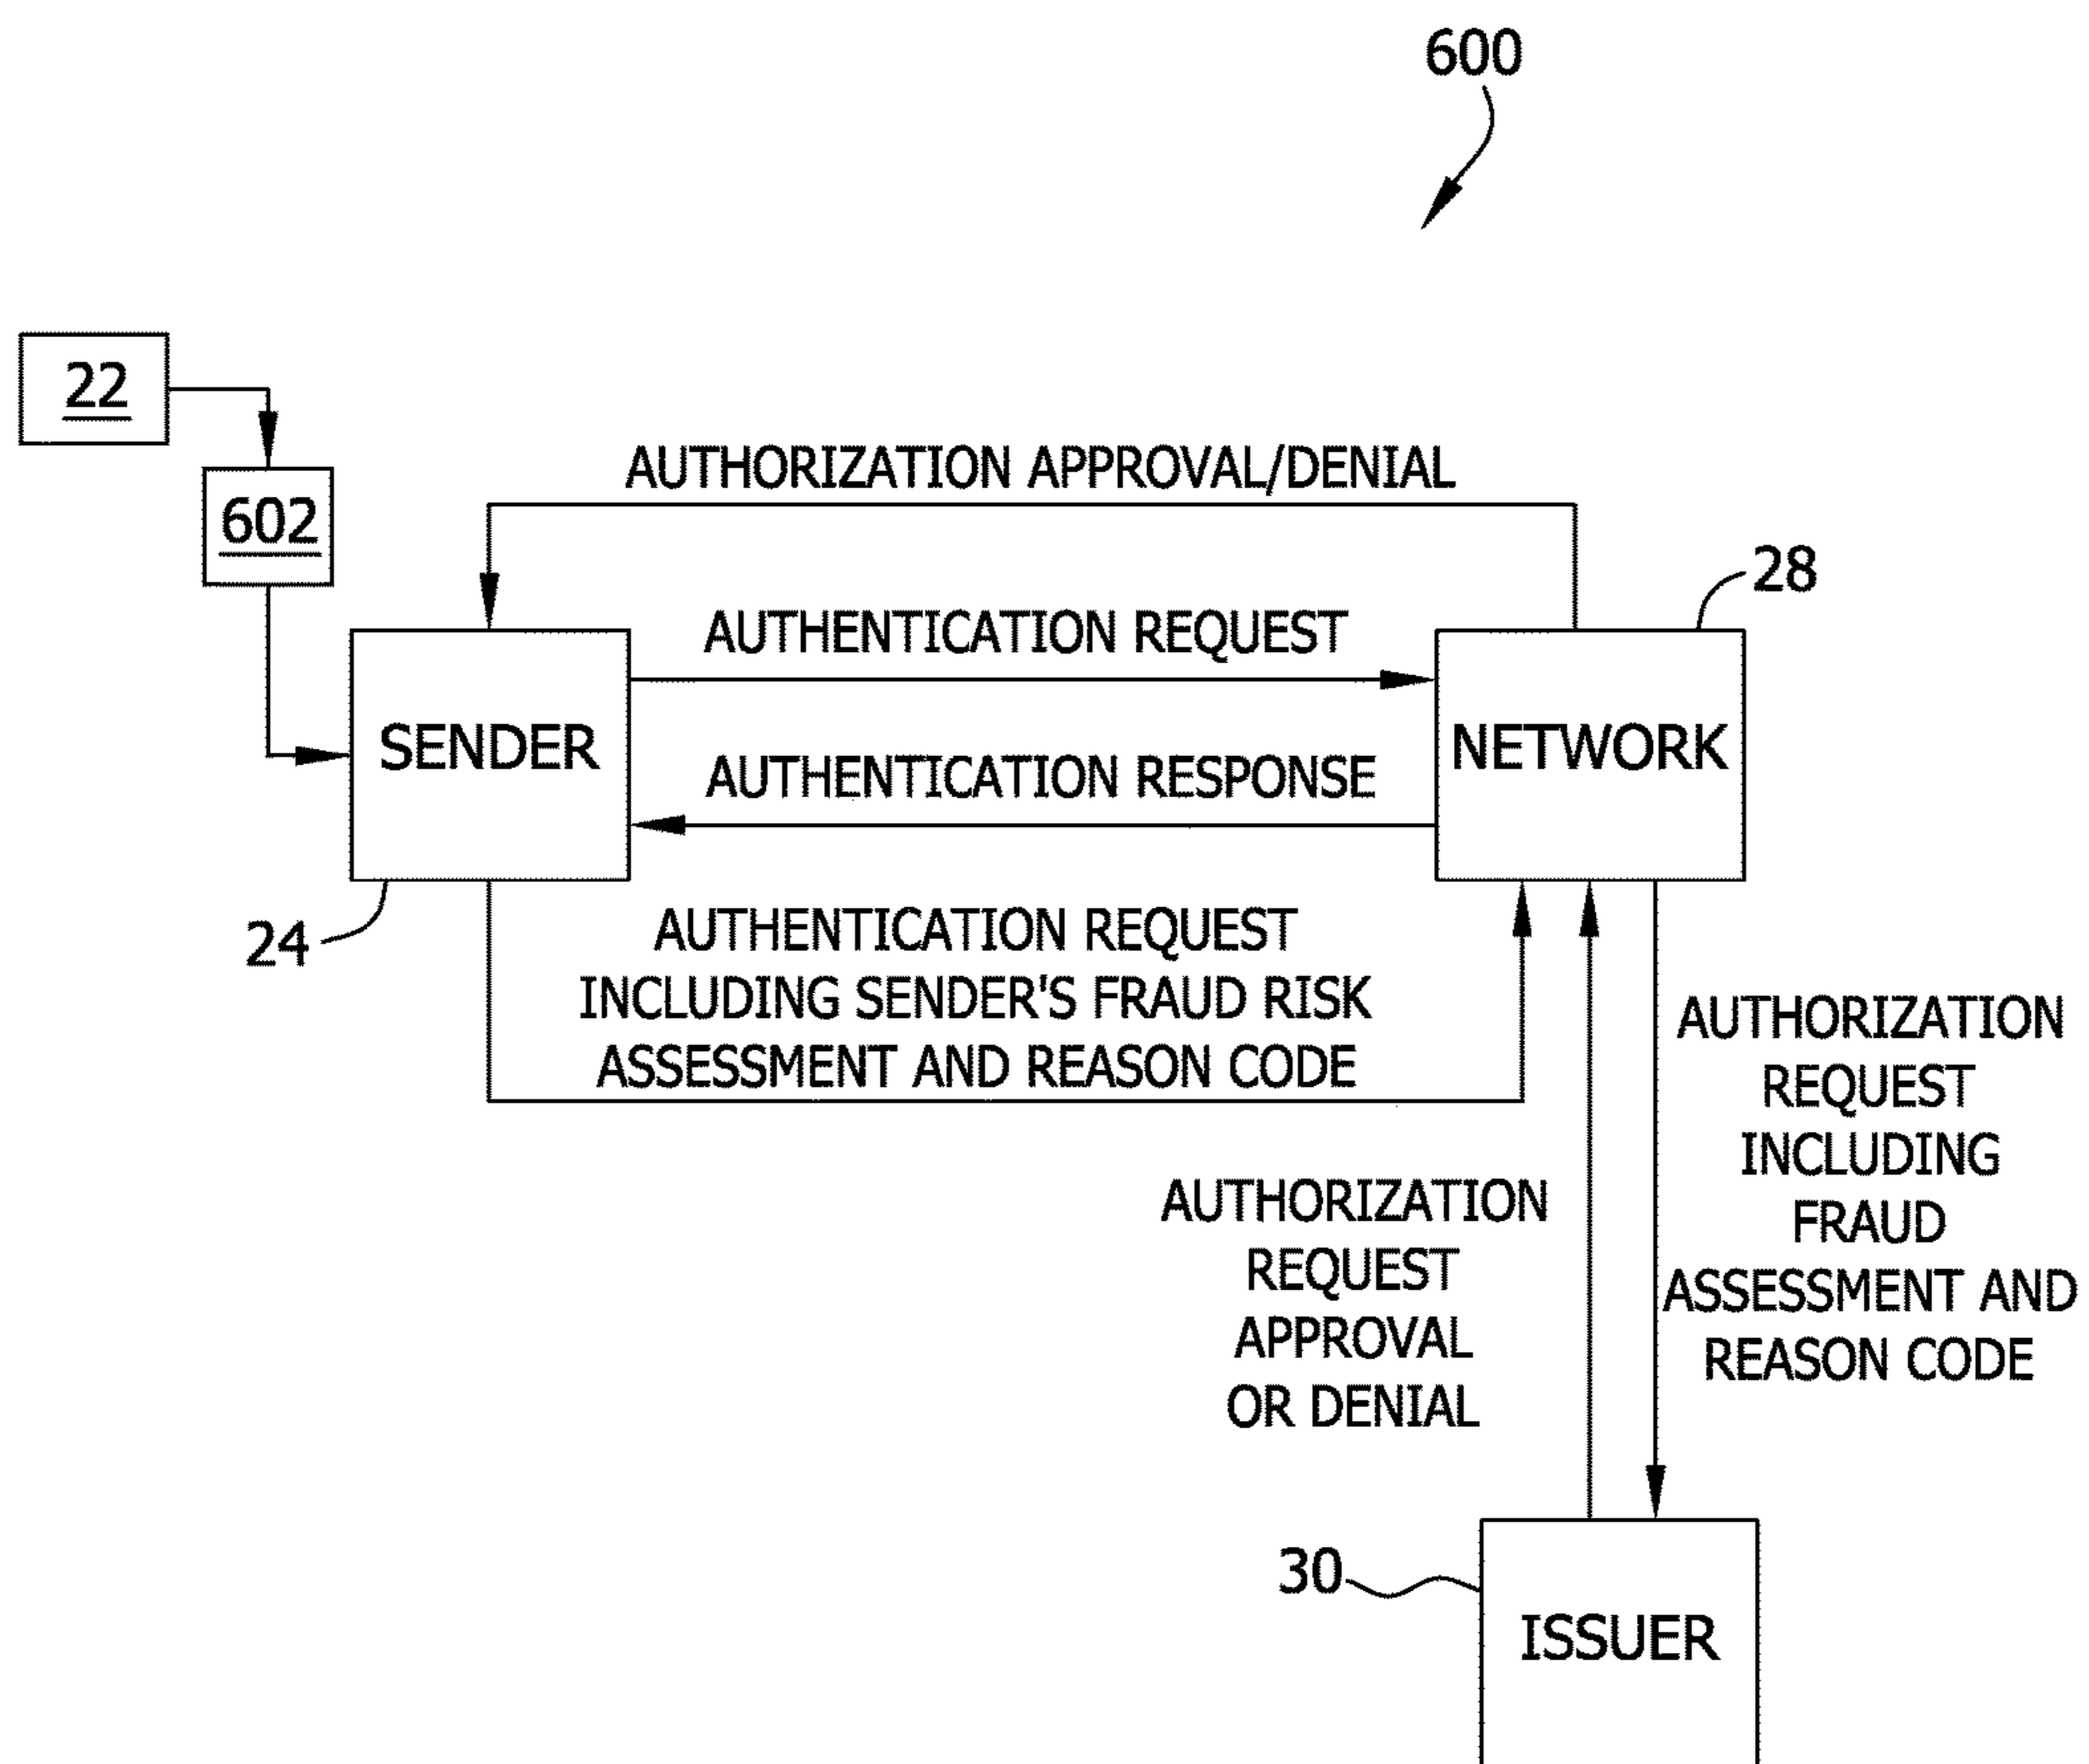 600
22
602
AUTHORIZATION APPROVAL/DENIAL
28
AUTHENTICATION REQUEST
SENDER
NETWORK
AUTHENTICATION RESPONSE
24
AUTHENTICATION REQUEST
INCLUDING SENDER'S FRAUD RISK
ASSESSMENT AND REASON CODE
AUTHORIZATION
REQUEST
INCLUDING
FRAUD
ASSESSMENT AND
REASON CODE
AUTHORIZATION
REQUEST
APPROVAL
OR DENIAL
30
ISSUER